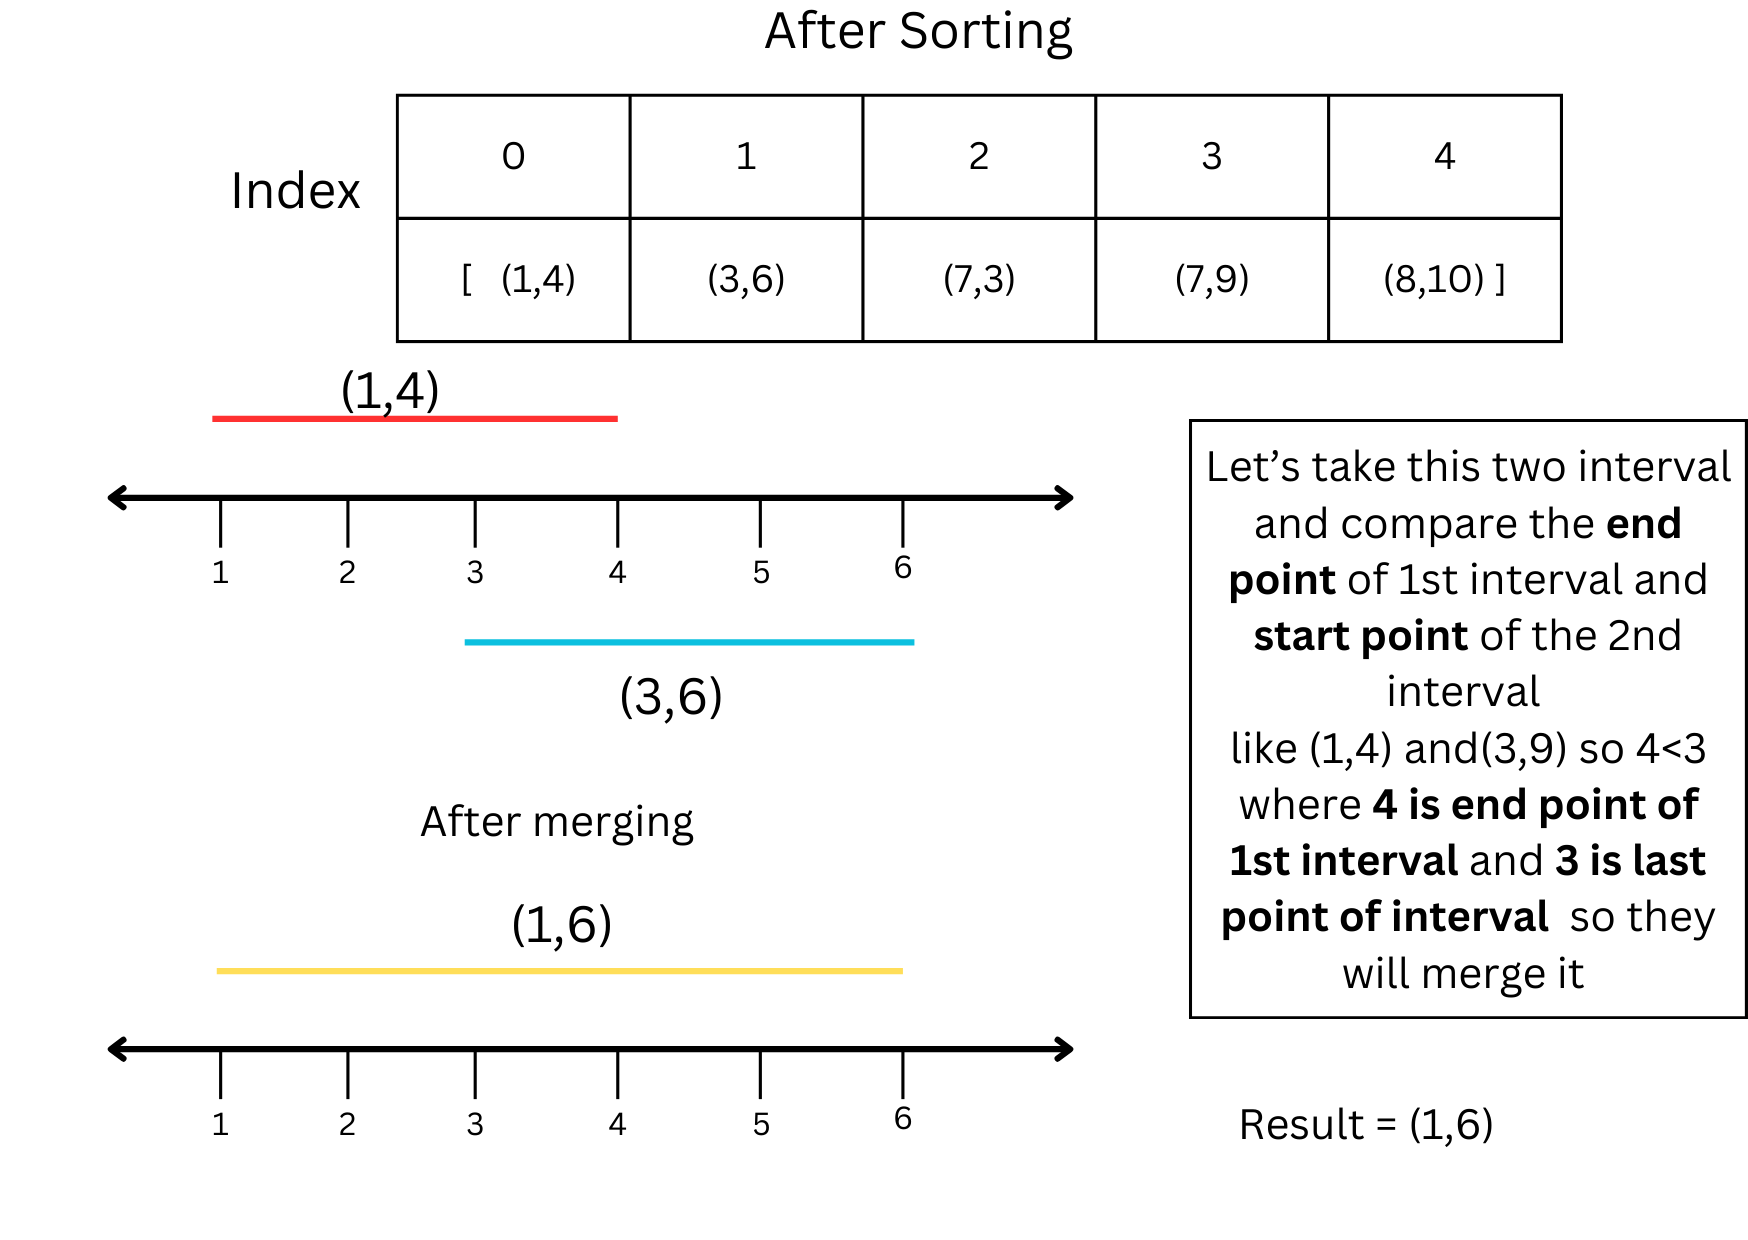 After Sorting
0 1 2 3 4
Index
[ (1,4) (3,6) (7,3) (7,9) (8,10) ]
(1,4)
1 2 3 4 5 6
(3,6)
After merging
(1,6)
1 2 3 4 5 6
Let’s take this two interval
and compare the end
point of 1st interval and
start point of the 2nd
interval
like (1,4) and(3,9) so 4<3
where 4 is end point of
1st interval and 3 is last
point of interval so they
will merge it
Result = (1,6)